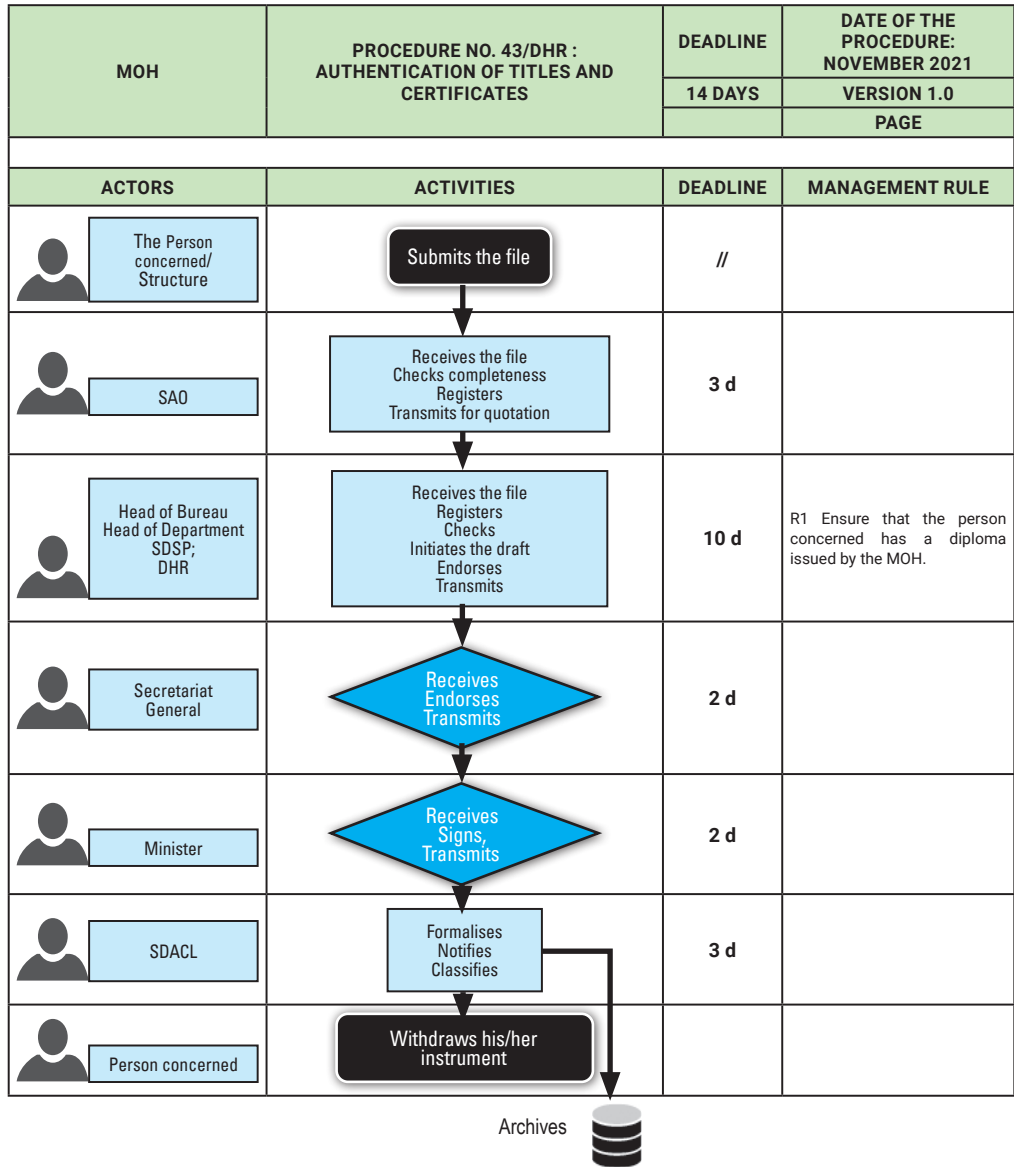 MOH
PROCEDURE NO. 43/DHR :
AUTHENTICATION OF TITLES AND
CERTIFICATES
DEADLINE
DATE OF THE
PROCEDURE:
NOVEMBER 2021
14 DAYS
VERSION 1.0
PAGE
ACTORS
ACTIVITIES
DEADLINE
MANAGEMENT RULE
The Person
concerned/
Structure
Submits the file
//
SAO
Receives the file
Checks completeness
Registers
Transmits for quotation
3 d
Head of Bureau
Head of Department
SDSP;
DHR
Receives the file
Registers
Checks
Initiates the draft
Endorses
Transmits
10 d
R1 Ensure that the person
concerned has a diploma
issued by the MOH.
Secretariat
General
Receives
Endorses
Transmits
2 d
Minister
Receives
Signs,
Transmits
2 d
SDACL
Formalises
Notifies
Classifies
3 d
Person concerned
Withdraws his/her
instrument
Archives